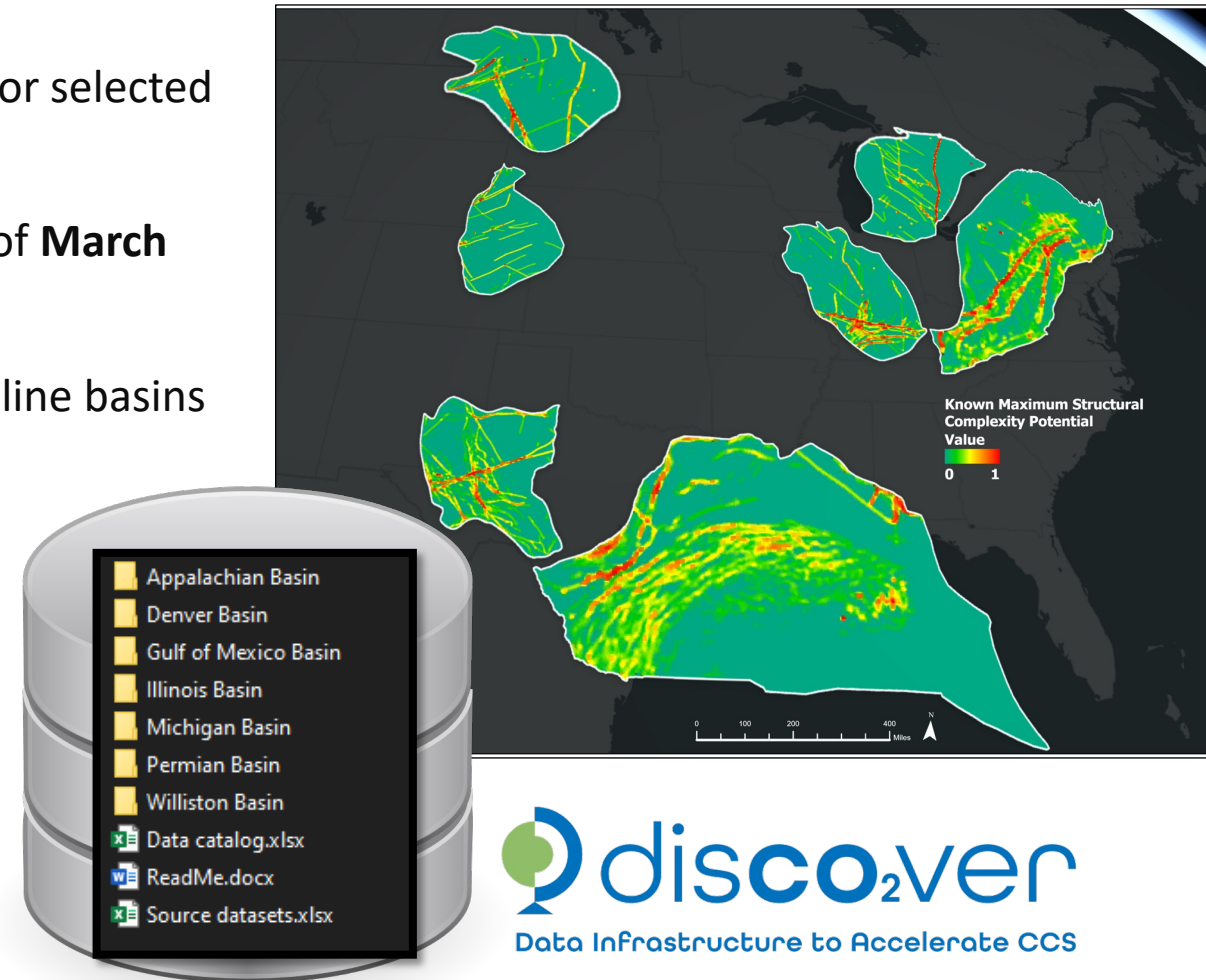 or selected
of March
line basins
Known Maximum Structural
Complexity Potential
Value
0 1
0 100 200 400
Miles
N
Appalachian Basin
Denver Basin
Gulf of Mexico Basin
Illinois Basin
Michigan Basin
Permian Basin
Williston Basin
Data catalog.xlsx
ReadMe.docx
Source datasets.xlsx
disco₂ver
Data Infrastructure to Accelerate CCS